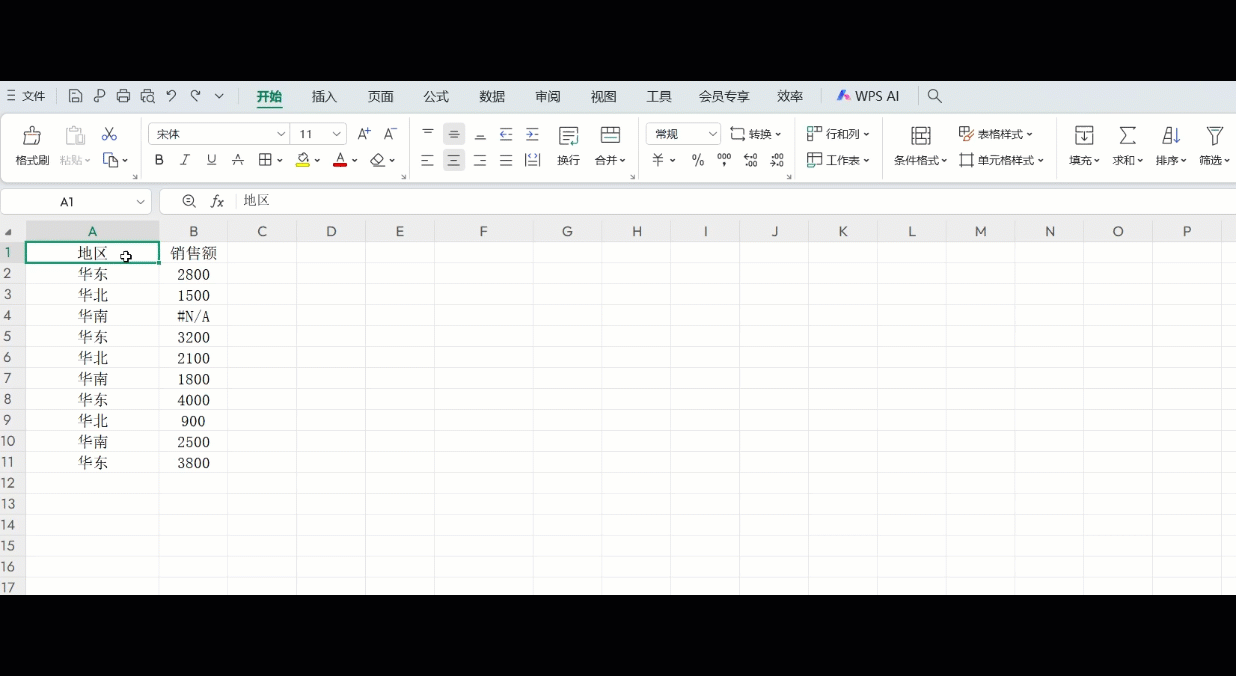 文件 开始 插入 页面 公式 数据 审阅 视图 工具 会员专享 效率 WPS AI
宋体 11 A+ A- 常规 转换 行和列 表格样式
格式刷 粘贴 B I U A A 换行 合并 ¥ % 000 工作表 条件格式 单元格样式 填充 求和 排序 筛选
A1 fx 地区
A B C D E F G H I J K L M N O P
1 地区 销售额
2 华东 2800
3 华北 1500
4 华南 #N/A
5 华东 3200
6 华北 2100
7 华南 1800
8 华东 4000
9 华北 900
10 华南 2500
11 华东 3800
12
13
14
15
16
17